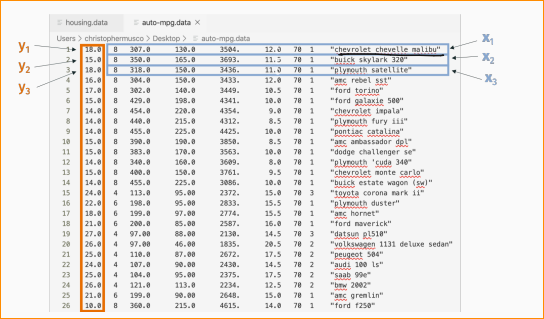 housing.data auto-mpg.data ×
Users > christophermusco > Desktop > auto-mpg.data
y1 1 18.0 8 307.0 130.0 3504. 12.0 70 1 "chevrolet chevelle malibu" x1
y2 2 15.0 8 350.0 165.0 3693. 11.5 70 1 "buick skylark 320" x2
y3 3 18.0 8 318.0 150.0 3436. 11.0 70 1 "plymouth satellite" x3
4 16.0 8 304.0 150.0 3433. 12.0 70 1 "amc rebel sst"
5 17.0 8 302.0 140.0 3449. 10.5 70 1 "ford torino"
6 15.0 8 429.0 198.0 4341. 10.0 70 1 "ford galaxie 500"
7 14.0 8 454.0 220.0 4354. 9.0 70 1 "chevrolet impala"
8 14.0 8 440.0 215.0 4312. 8.5 70 1 "plymouth fury iii"
9 14.0 8 455.0 225.0 4425. 10.0 70 1 "pontiac catalina"
10 15.0 8 390.0 190.0 3850. 8.5 70 1 "amc ambassador dpl"
11 15.0 8 383.0 170.0 3563. 10.0 70 1 "dodge challenger se"
12 14.0 8 340.0 160.0 3609. 8.0 70 1 "plymouth 'cuda 340"
13 15.0 8 400.0 150.0 3761. 9.5 70 1 "chevrolet monte carlo"
14 14.0 8 455.0 225.0 3086. 10.0 70 1 "buick estate wagon (sw)"
15 24.0 4 113.0 95.00 2372. 15.0 70 3 "toyota corona mark ii"
16 22.0 6 198.0 95.00 2833. 15.5 70 1 "plymouth duster"
17 18.0 6 199.0 97.00 2774. 15.5 70 1 "amc hornet"
18 21.0 6 200.0 85.00 2587. 16.0 70 1 "ford maverick"
19 27.0 4 97.00 88.00 2130. 14.5 70 3 "datsun pl510"
20 26.0 4 97.00 46.00 1835. 20.5 70 2 "volkswagen 1131 deluxe sedan"
21 25.0 4 110.0 87.00 2672. 17.5 70 2 "peugeot 504"
22 24.0 4 107.0 90.00 2430. 14.5 70 2 "audi 100 ls"
23 25.0 4 104.0 95.00 2375. 17.5 70 2 "saab 99e"
24 26.0 4 121.0 113.0 2234. 12.5 70 2 "bmw 2002"
25 21.0 6 199.0 90.00 2648. 15.0 70 1 "amc gremlin"
26 10.0 8 360.0 215.0 4615. 14.0 70 1 "ford f250"